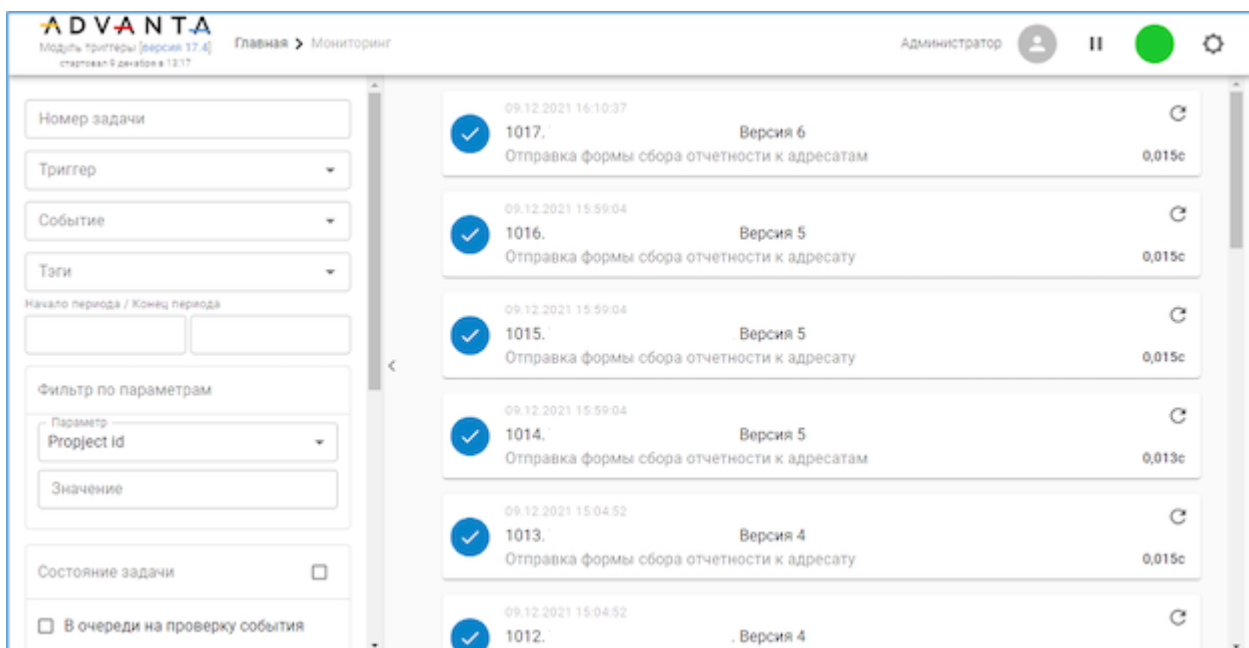 ADVANTA
Модуль триггеры [версия 17.4]
стартовал 9 декабря в 13:17
Главная > Мониторинг
Администратор
Номер задачи
Триггер
Событие
Тэги
Начало периода / Конец периода
Фильтр по параметрам
Параметр
Propject id
Значение
Состояние задачи
В очереди на проверку события
09.12.2021 16:10:37
1017. Версия 6
Отправка формы сбора отчетности к адресатам
0,015с
09.12.2021 15:59:04
1016. Версия 5
Отправка формы сбора отчетности к адресату
0,015с
09.12.2021 15:59:04
1015. Версия 5
Отправка формы сбора отчетности к адресату
0,015с
09.12.2021 15:59:04
1014. Версия 5
Отправка формы сбора отчетности к адресатам
0,013с
09.12.2021 15:04:52
1013. Версия 4
Отправка формы сбора отчетности к адресату
0,015с
09.12.2021 15:04:52
1012. . Версия 4